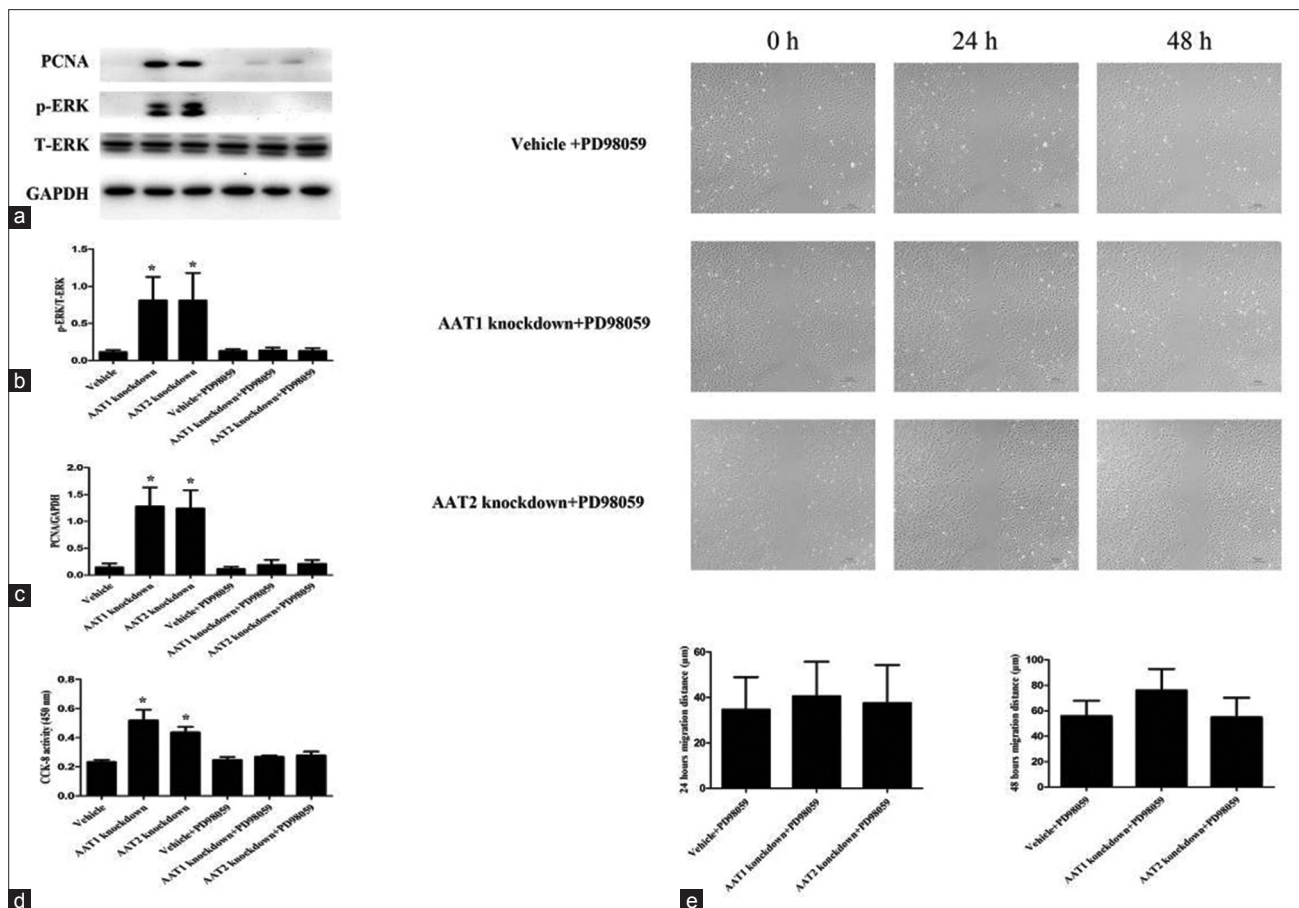 PCNA
p-ERK
T-ERK
GAPDH
a
p-ERK/T-ERK
1.5
1.0
0.5
0.0
*
*
Vehicle
AAT1 knockdown
AAT2 knockdown
Vehicle+PD98059
AAT1 knockdown+PD98059
AAT2 knockdown+PD98059
b
PCNA/GAPDH
2.0
1.5
1.0
0.5
0.0
*
*
Vehicle
AAT1 knockdown
AAT2 knockdown
Vehicle+PD98059
AAT1 knockdown+PD98059
AAT2 knockdown+PD98059
c
CCK-8 activity (450 nm)
0.8
0.6
0.4
0.2
0.0
*
*
Vehicle
AAT1 knockdown
AAT2 knockdown
Vehicle+PD98059
AAT1 knockdown+PD98059
AAT2 knockdown+PD98059
d
0 h
24 h
48 h
Vehicle +PD98059
AAT1 knockdown+PD98059
AAT2 knockdown+PD98059
24 hours migration distance (µm)
60
40
20
0
Vehicle+PD98059
AAT1 konckdown+PD98059
AAT2 konckdown+PD98059
48 hours migration distance (µm)
100
80
60
40
20
0
Vehicle+PD98059
AAT1 konckdown+PD98059
AAT2 konckdown+PD98059
e